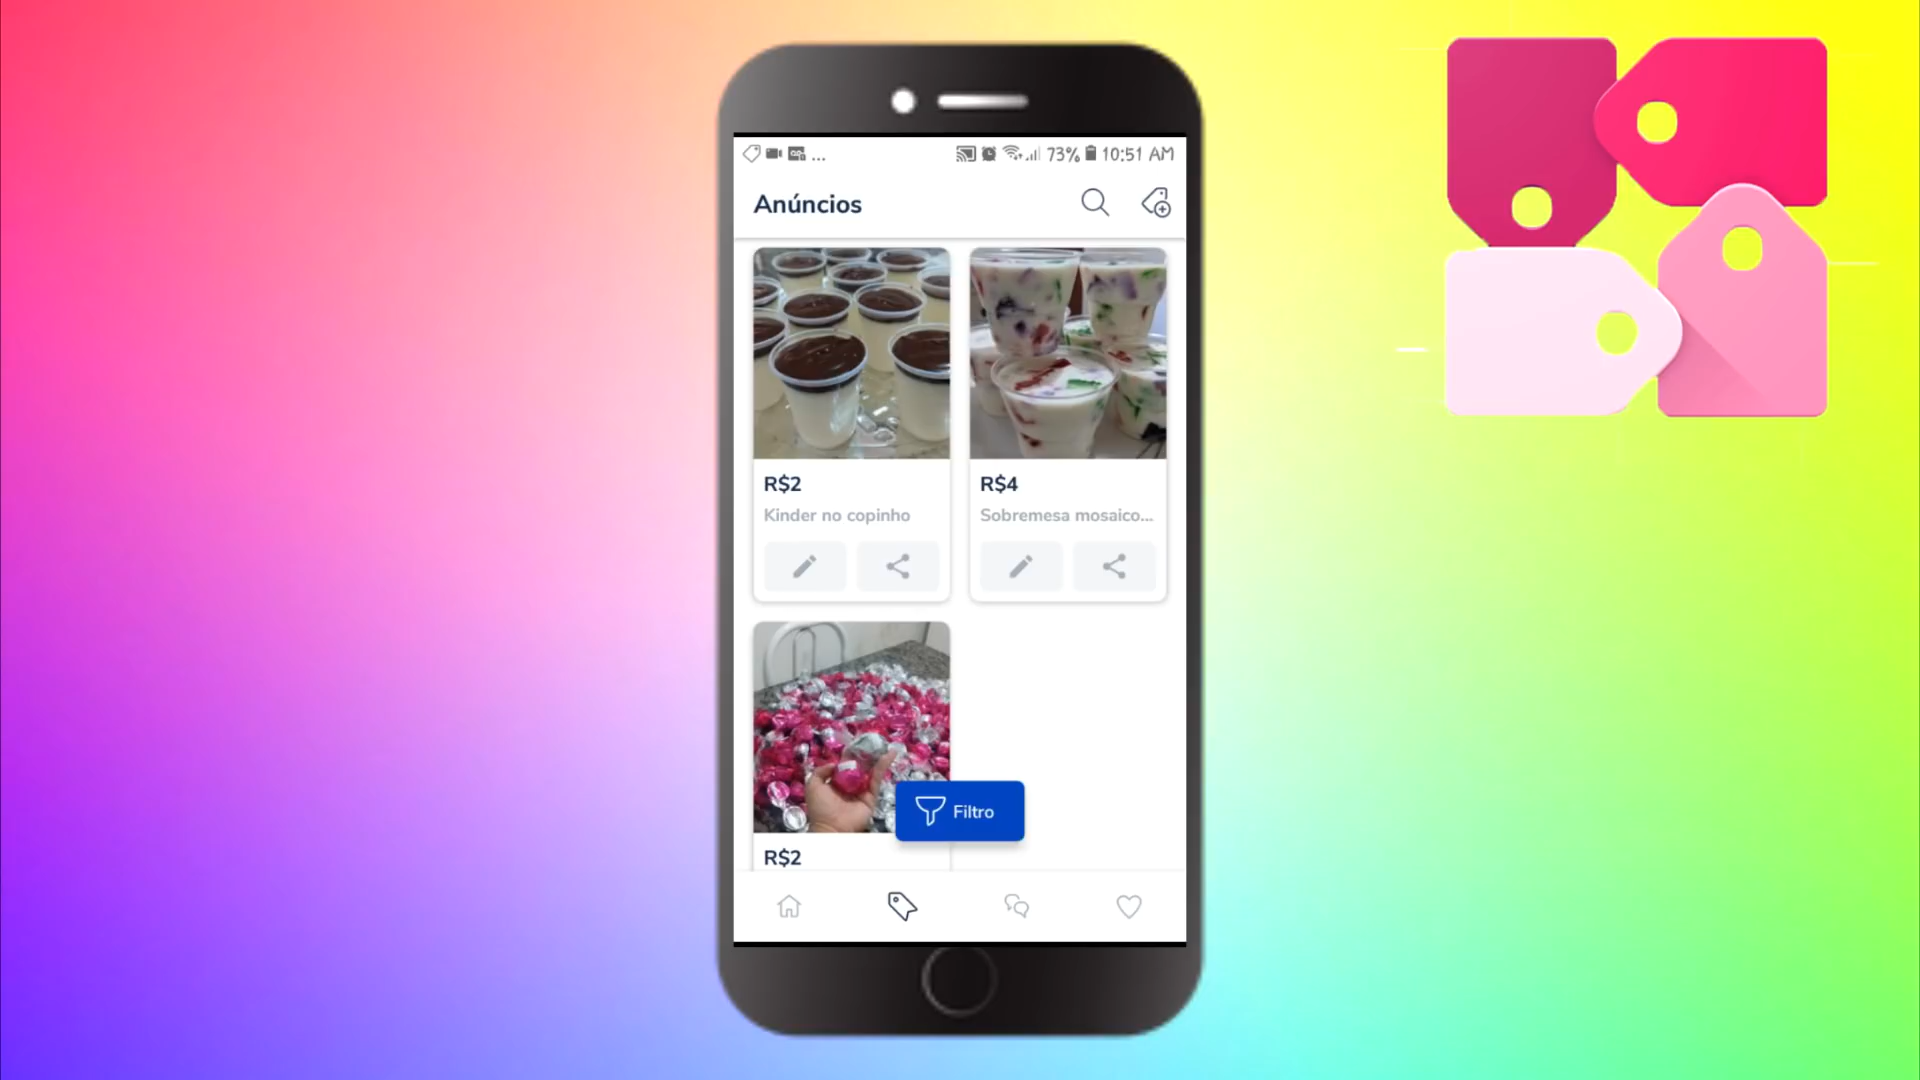 ... 73% 10:51 AM
Anúncios
R$2
Kinder no copinho
R$4
Sobremesa mosaico...
R$2
Filtro